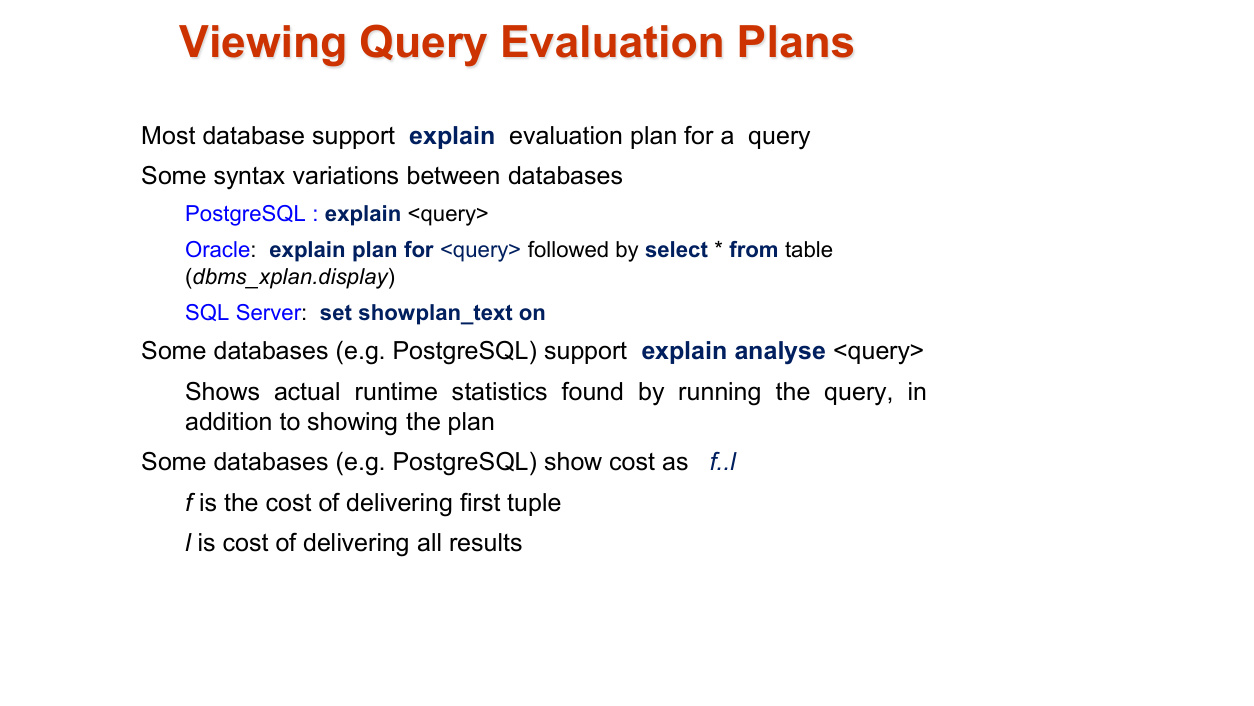 Viewing Query Evaluation Plans
Most database support explain evaluation plan for a query
Some syntax variations between databases
PostgreSQL : explain <query>
Oracle: explain plan for <query> followed by select * from table
(dbms_xplan.display)
SQL Server: set showplan_text on
Some databases (e.g. PostgreSQL) support explain analyse <query>
Shows actual runtime statistics found by running the query, in
addition to showing the plan
Some databases (e.g. PostgreSQL) show cost as f..l
f is the cost of delivering first tuple
l is cost of delivering all results